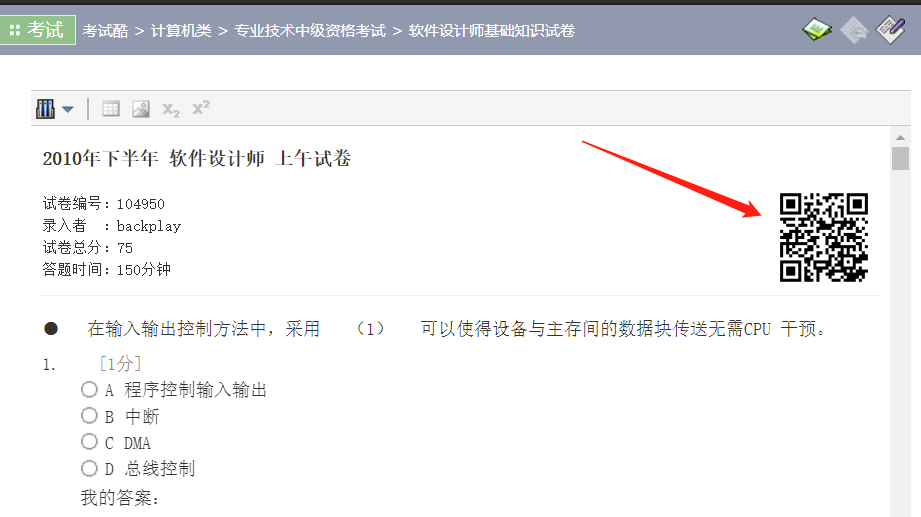 考试 考试酷 > 计算机类 > 专业技术中级资格考试 > 软件设计师基础知识试卷
X2 X2
2010年下半年 软件设计师 上午试卷
试卷编号：104950
录入者 ：backplay
试卷总分：75
答题时间：150分钟
● 在输入输出控制方法中，采用 （1） 可以使得设备与主存间的数据块传送无需CPU 干预。
1. [1分]
A 程序控制输入输出
B 中断
C DMA
D 总线控制
我的答案：